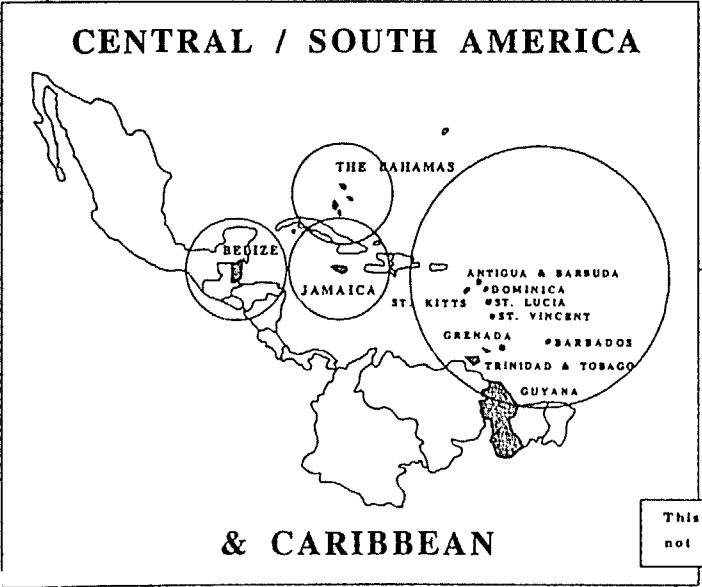 CENTRAL / SOUTH AMERICA
THE BAHAMAS
BELIZE
JAMAICA
ANTIGUA & BARBUDA
DOMINICA
ST. KITTS
ST. LUCIA
ST. VINCENT
GRENADA
BARBADOS
TRINIDAD & TOBAGO
GUYANA
This
not
& CARIBBEAN